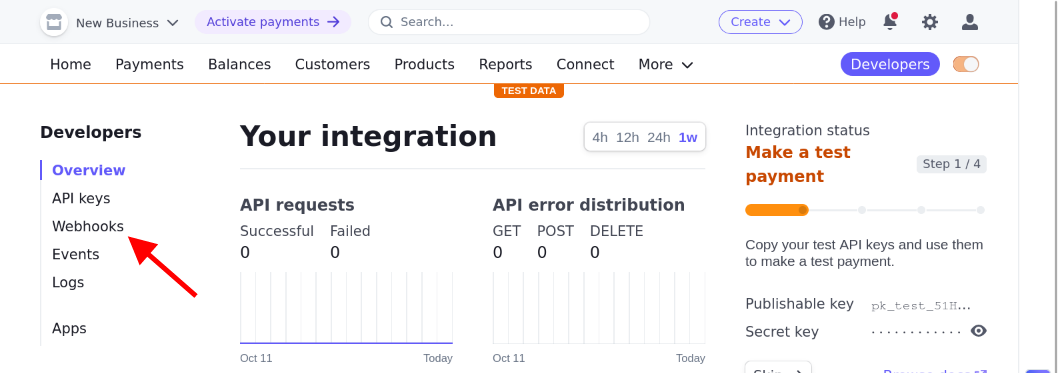 New Business
Activate payments
Search...
Create
Help
Home Payments Balances Customers Products Reports Connect More
Developers
TEST DATA
Developers
Overview
API keys
Webhooks
Events
Logs
Apps
Your integration
4h 12h 24h 1w
API requests
Successful Failed
0 0
Oct 11 Today
API error distribution
GET POST DELETE
0 0 0
Oct 11 Today
Integration status
Make a test
payment
Step 1 / 4
Copy your test API keys and use them
to make a test payment.
Publishable key pk_test_51H...
Secret key ············